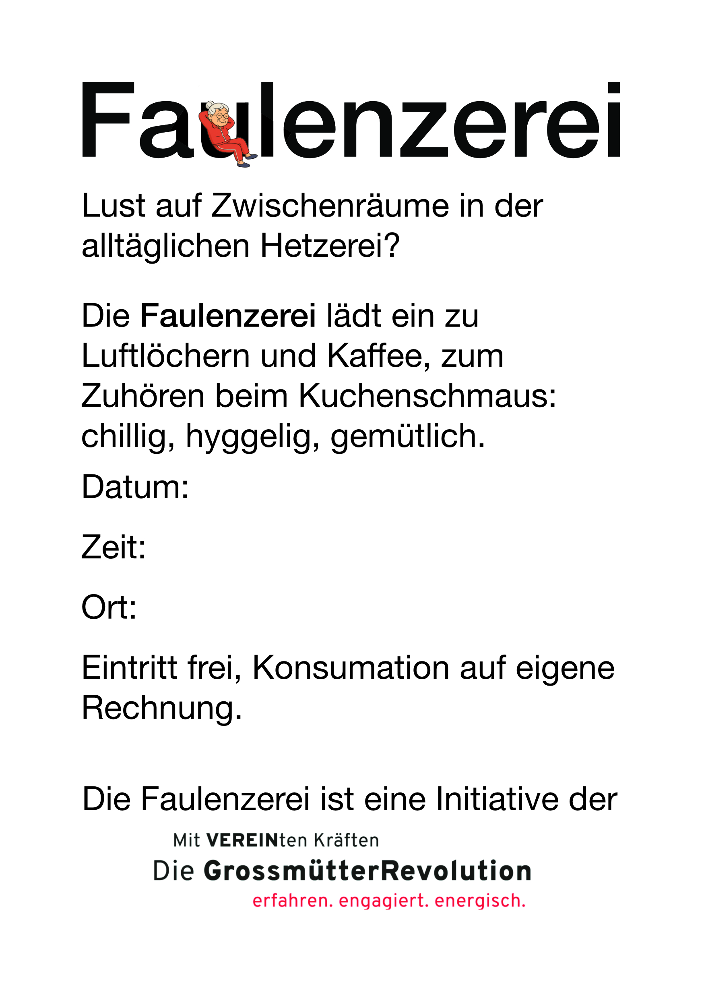 Faulenzerei
Lust auf Zwischenräume in der
alltäglichen Hetzerei?
Die Faulenzerei lädt ein zu
Luftlöchern und Kaffee, zum
Zuhören beim Kuchenschmaus:
chillig, hyggelig, gemütlich.
Datum:
Zeit:
Ort:
Eintritt frei, Konsumation auf eigene
Rechnung.
Die Faulenzerei ist eine Initiative der
Mit VEREINten Kräften
Die GrossmütterRevolution
erfahren. engagiert. energisch.